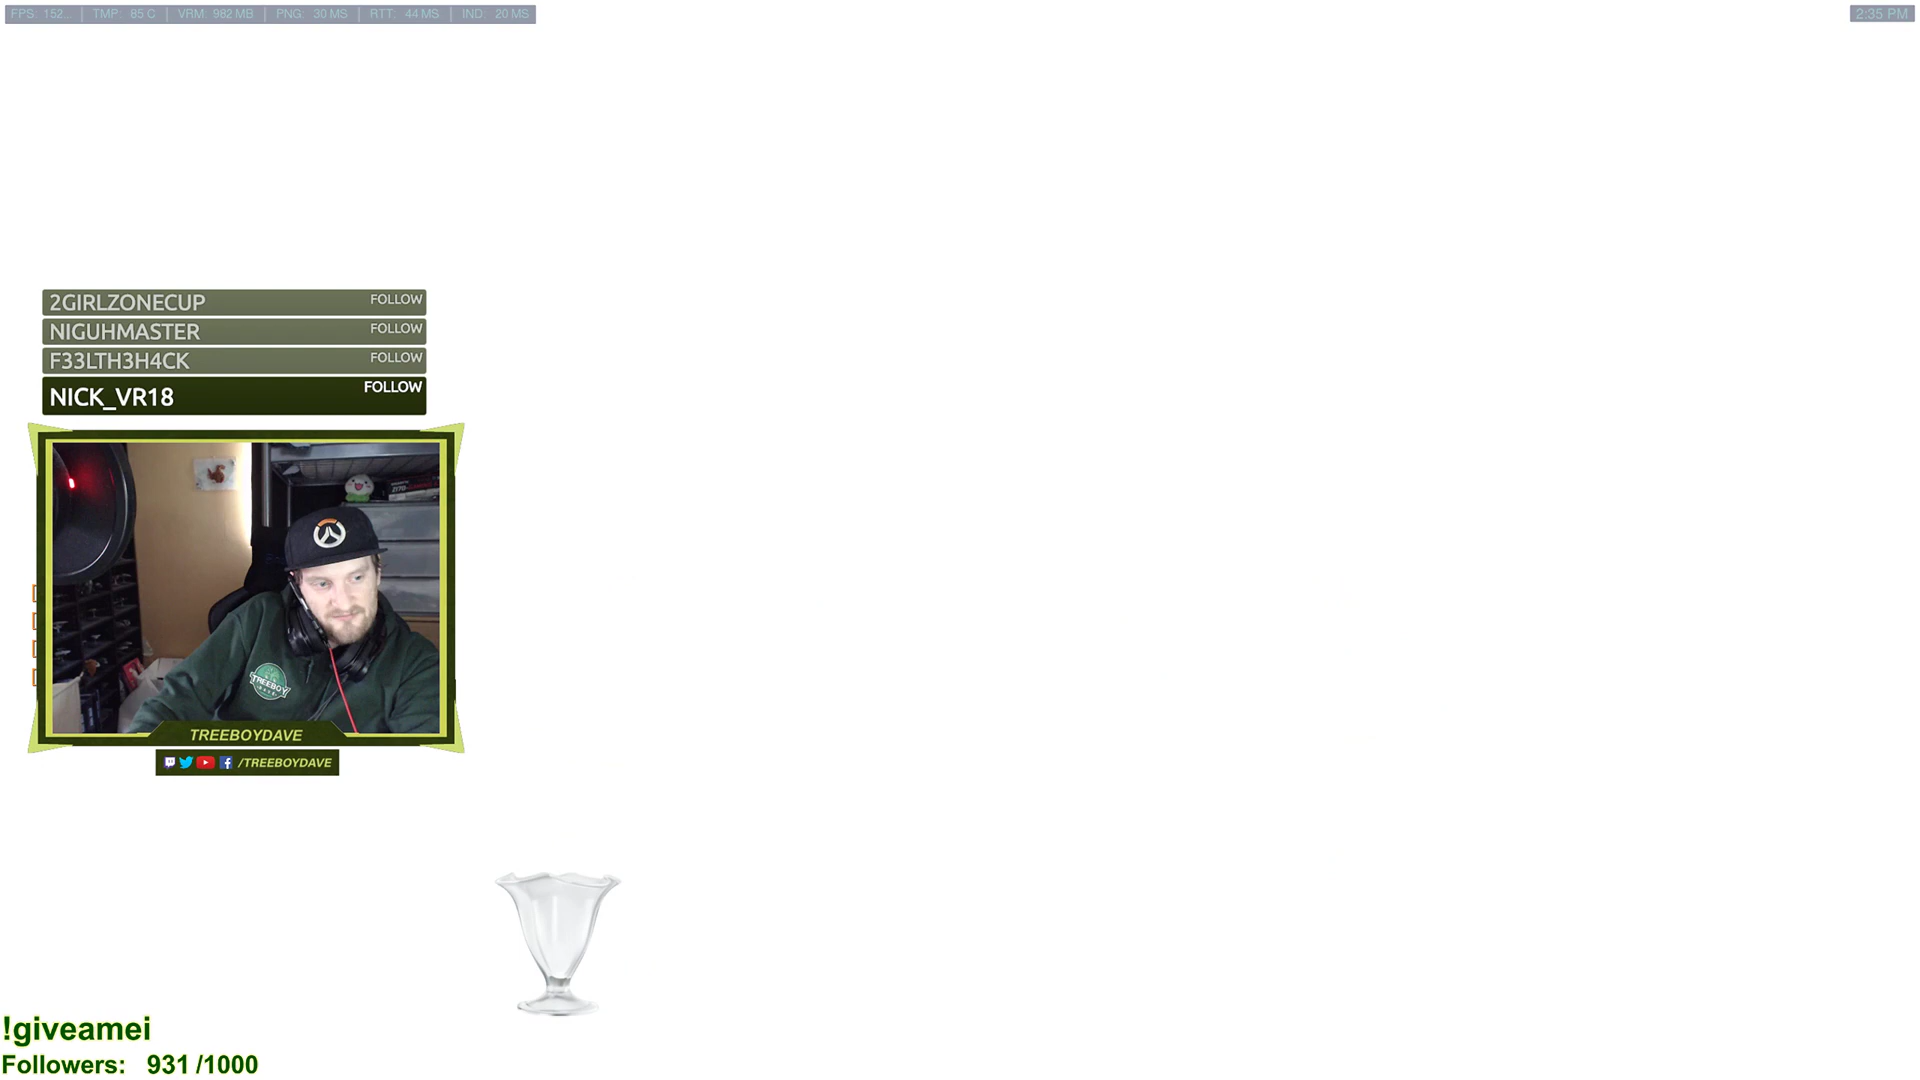 FPS: 152... | TMP: 85 C | VRM: 982 MB | PNG: 30 MS | RTT: 44 MS | IND: 20 MS
2:35 PM
2GIRLZONECUP FOLLOW
NIGUHMASTER FOLLOW
F33LTH3H4CK FOLLOW
NICK_VR18 FOLLOW
TREEBOY
TREEBOYDAVE
/TREEBOYDAVE
!giveamei
Followers: 931 /1000